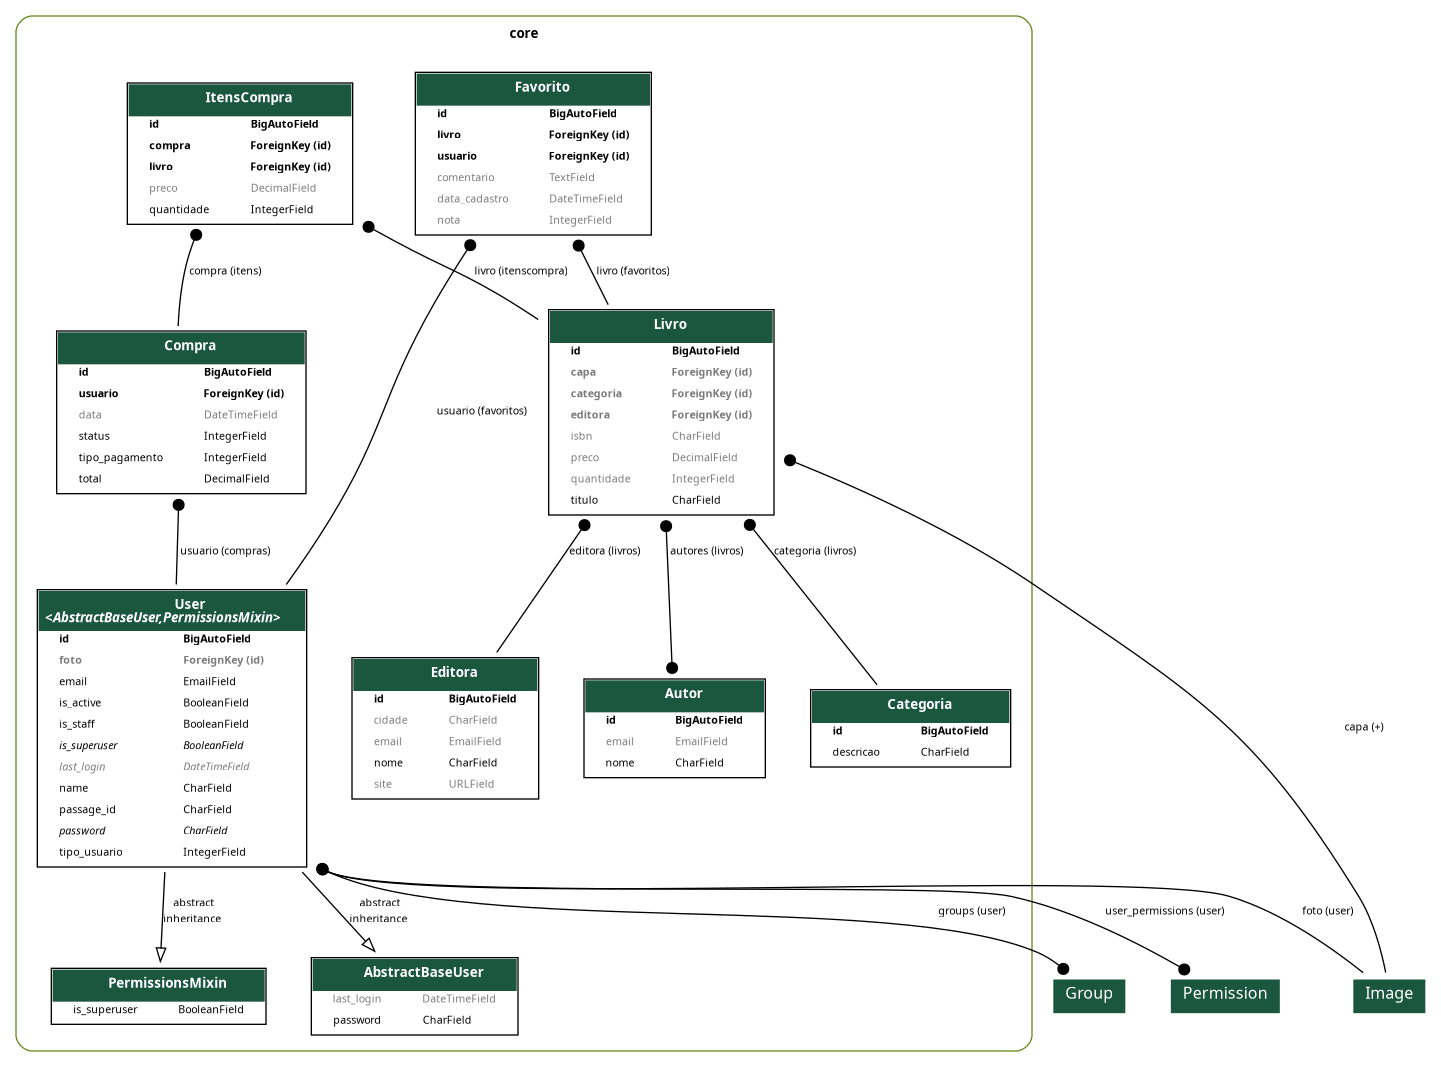 core
ItensCompra
id BigAutoField
compra ForeignKey (id)
livro ForeignKey (id)
preco DecimalField
quantidade IntegerField
Favorito
id BigAutoField
livro ForeignKey (id)
usuario ForeignKey (id)
comentario TextField
data_cadastro DateTimeField
nota IntegerField
compra (itens)
livro (itenscompra)
livro (favoritos)
Compra
id BigAutoField
usuario ForeignKey (id)
data DateTimeField
status IntegerField
tipo_pagamento IntegerField
total DecimalField
usuario (favoritos)
Livro
id BigAutoField
capa ForeignKey (id)
categoria ForeignKey (id)
editora ForeignKey (id)
isbn CharField
preco DecimalField
quantidade IntegerField
titulo CharField
usuario (compras)
editora (livros)
autores (livros)
categoria (livros)
User
<AbstractBaseUser,PermissionsMixin>
id BigAutoField
foto ForeignKey (id)
email EmailField
is_active BooleanField
is_staff BooleanField
is_superuser BooleanField
last_login DateTimeField
name CharField
passage_id CharField
password CharField
tipo_usuario IntegerField
Editora
id BigAutoField
cidade CharField
email EmailField
nome CharField
site URLField
Autor
id BigAutoField
email EmailField
nome CharField
Categoria
id BigAutoField
descricao CharField
capa (+)
abstract
inheritance
abstract
inheritance
groups (user)
user_permissions (user)
foto (user)
PermissionsMixin
is_superuser BooleanField
AbstractBaseUser
last_login DateTimeField
password CharField
Group
Permission
Image